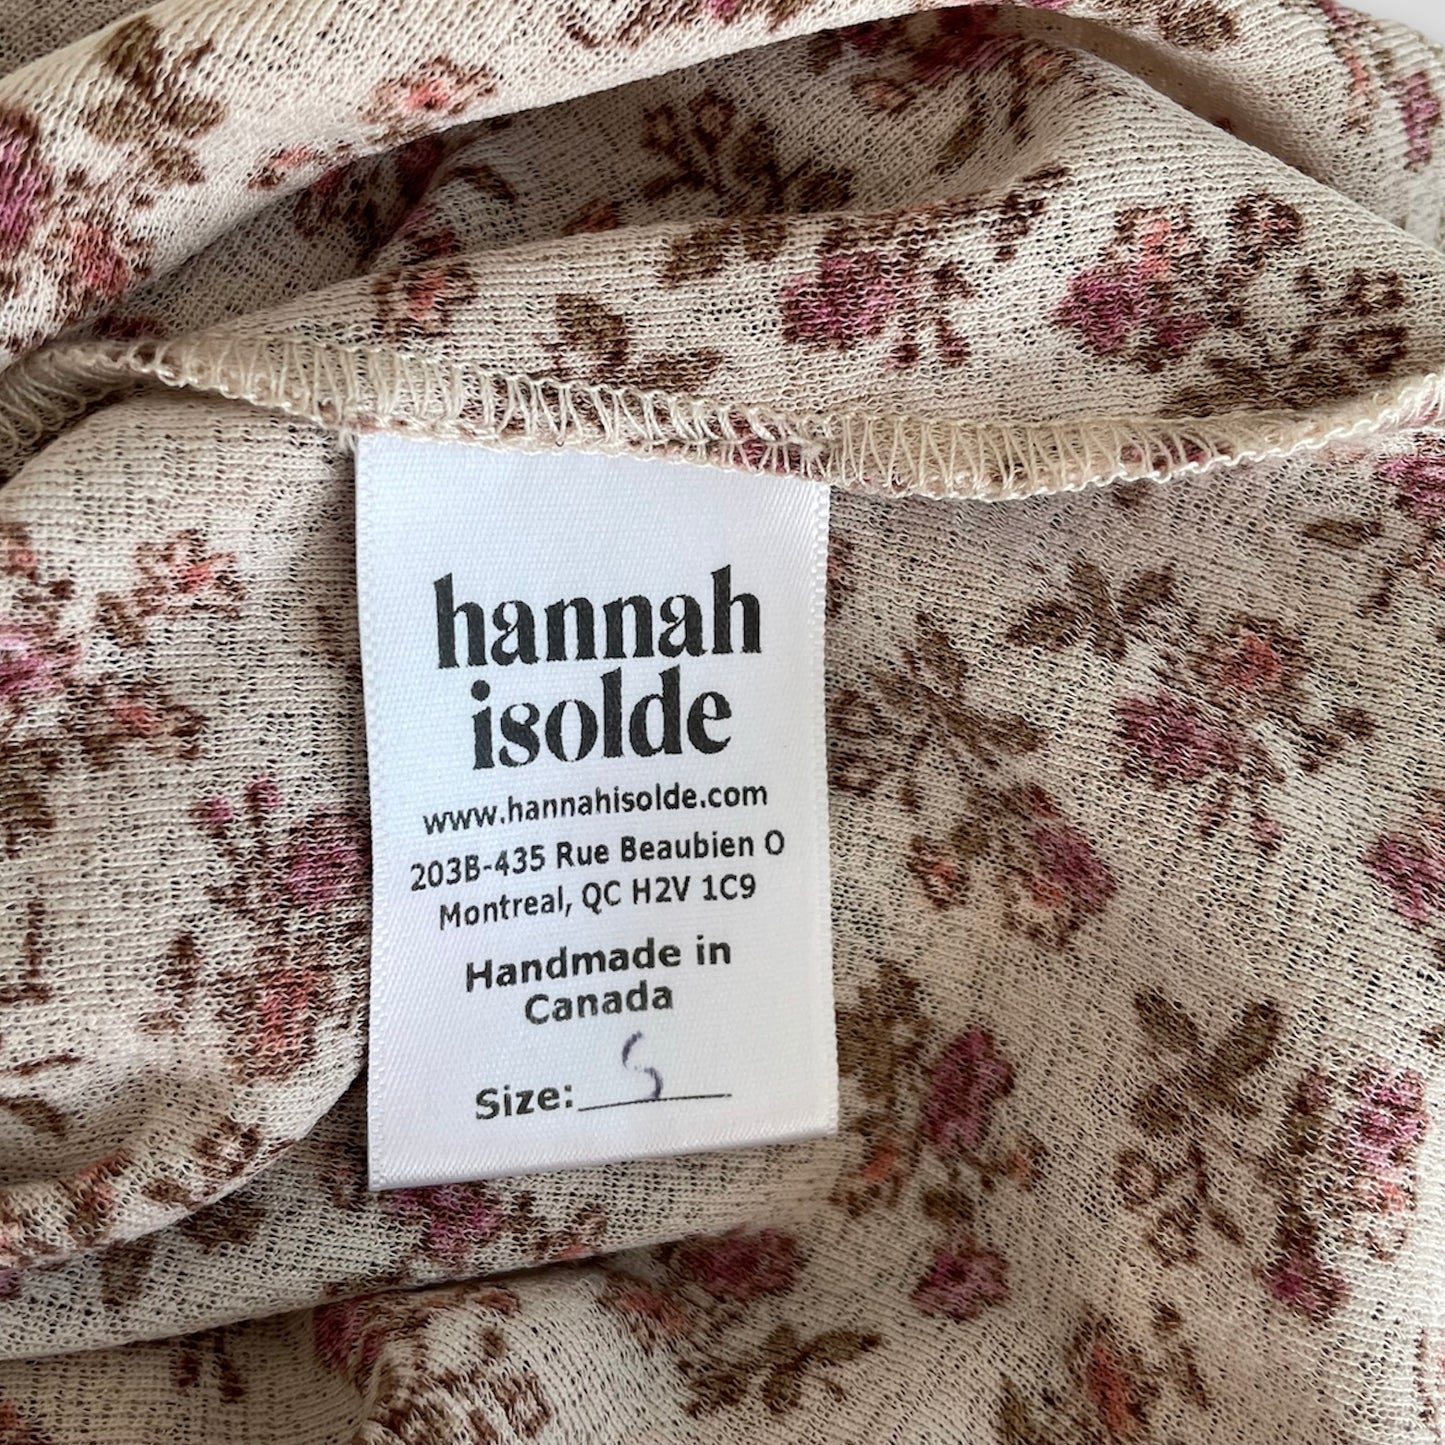 hannah
isolde
www.hannahisolde.com
203B-435 Rue Beaubien O
Montreal, QC H2V 1C9
Handmade in
Canada
Size: S